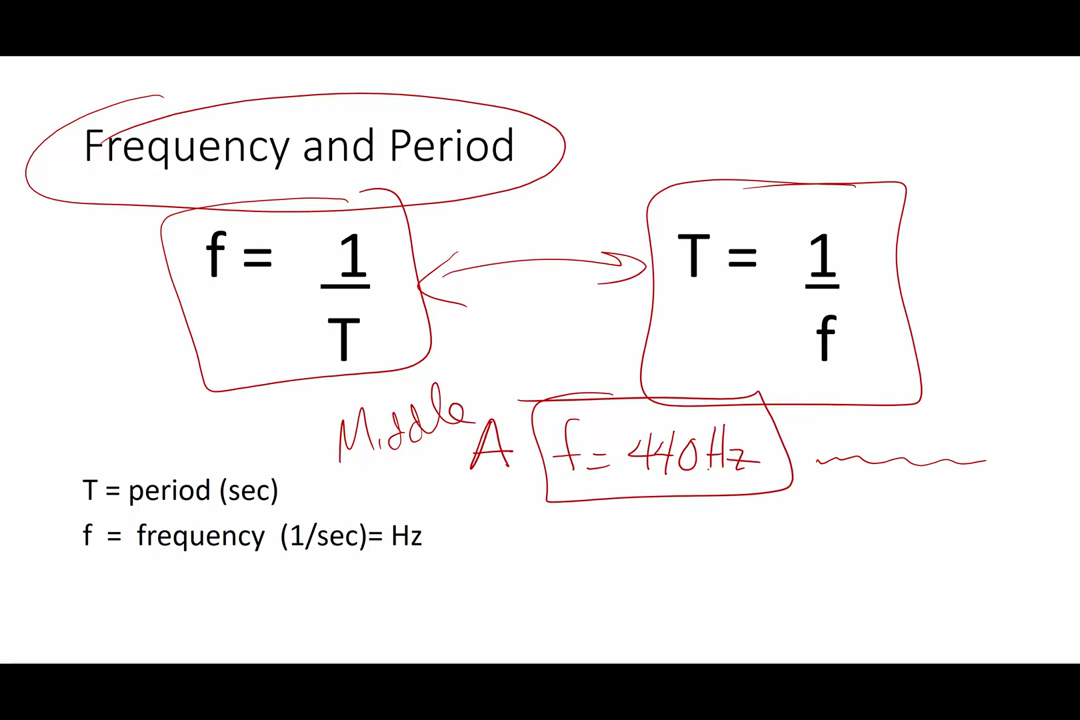 Frequency and Period
f = 1/T
T = 1/f
Middle A f = 440 Hz
T = period (sec)
f = frequency (1/sec)= Hz